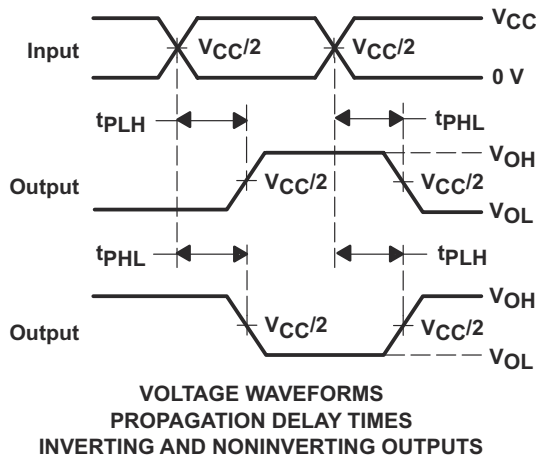 VCC
Input VCC/2 VCC/2
0 V
tPLH tPHL
VOH
Output VCC/2 VCC/2
VOL
tPHL tPLH
VOH
Output VCC/2 VCC/2
VOL
VOLTAGE WAVEFORMS
PROPAGATION DELAY TIMES
INVERTING AND NONINVERTING OUTPUTS